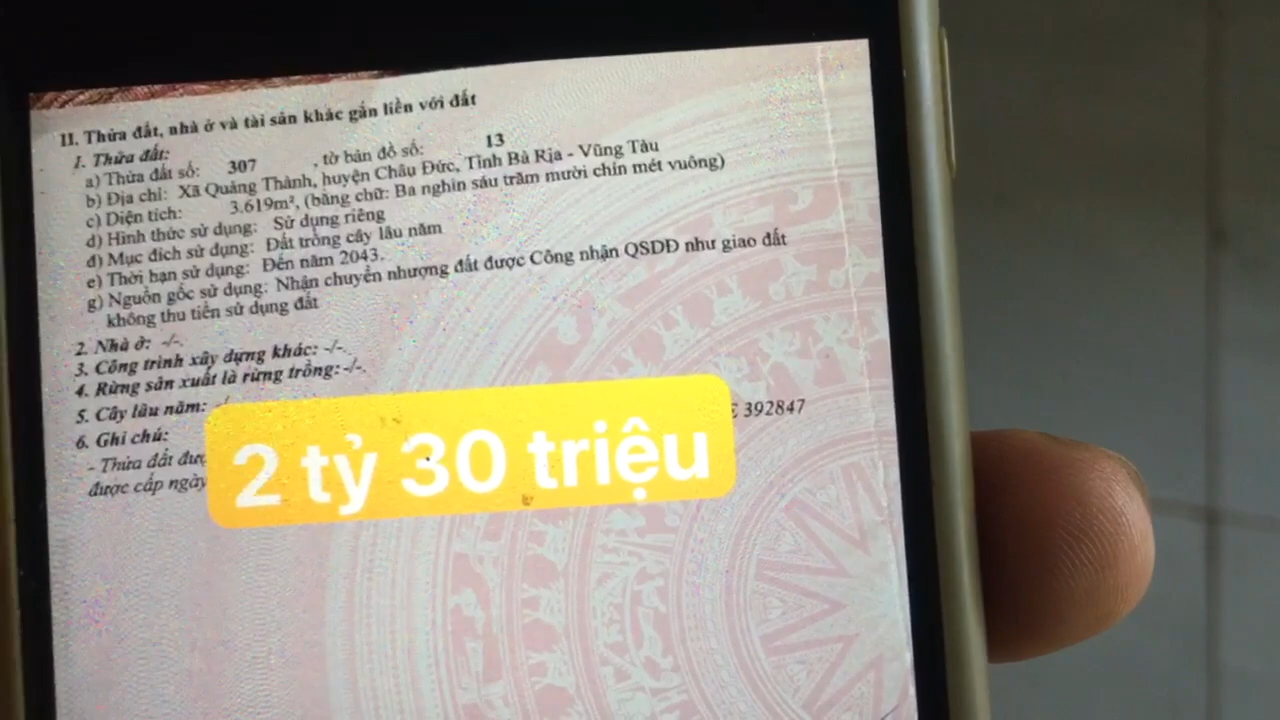 II. Thửa đất, nhà ở và tài sản khác gắn liền với đất
1. Thửa đất:
a) Thửa đất số: 307 , tờ bản đồ số: 13
b) Địa chỉ: Xã Quảng Thành, huyện Châu Đức, Tỉnh Bà Rịa - Vũng Tàu
c) Diện tích: 3.619m², (bằng chữ: Ba nghìn sáu trăm mười chín mét vuông)
d) Hình thức sử dụng: Sử dụng riêng
đ) Mục đích sử dụng: Đất trồng cây lâu năm
e) Thời hạn sử dụng: Đến năm 2043.
g) Nguồn gốc sử dụng: Nhận chuyển nhượng đất được Công nhận QSDĐ như giao đất
không thu tiền sử dụng đất
2. Nhà ở: -/-.
3. Công trình xây dựng khác: -/-.
4. Rừng sản xuất là rừng trồng: -/-.
5. Cây lâu năm:
6. Ghi chú:
- Thửa đất 392847
được cấp ngày
2 tỷ 30 triệu